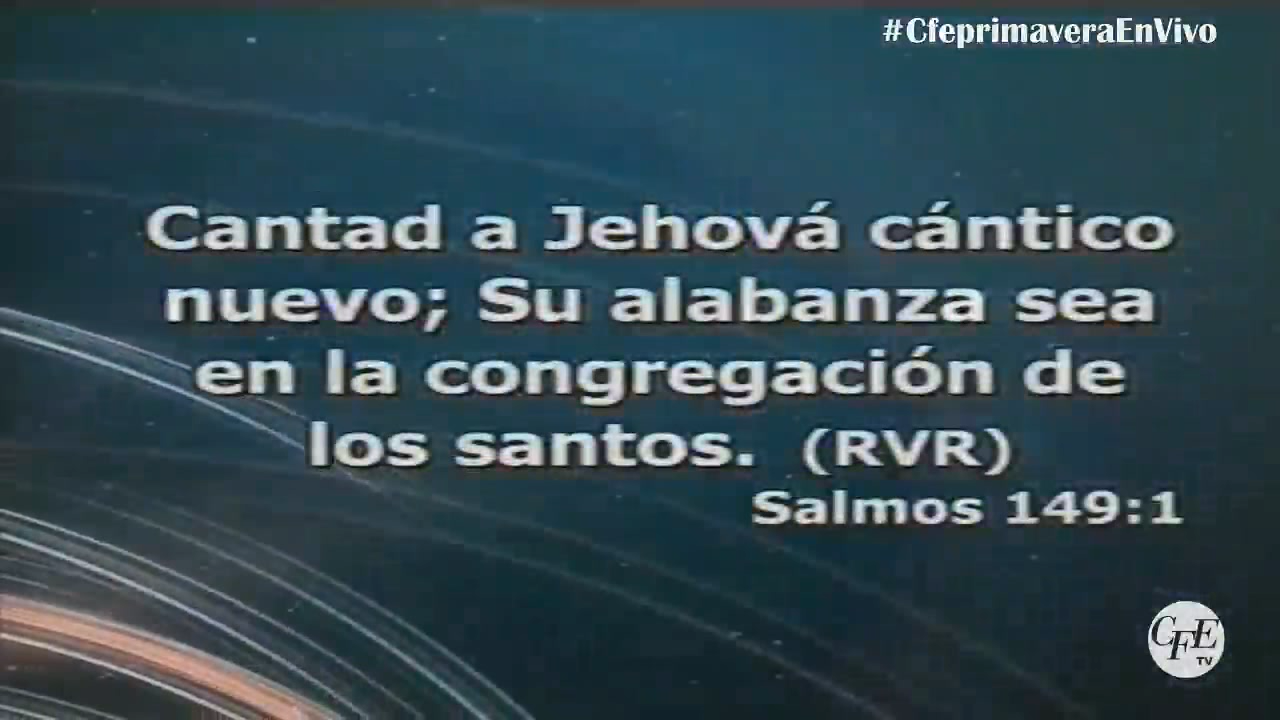 #CfeprimaveraEnVivo
Cantad a Jehová cántico
nuevo; Su alabanza sea
en la congregación de
los santos. (RVR)
Salmos 149:1
CFE
TV